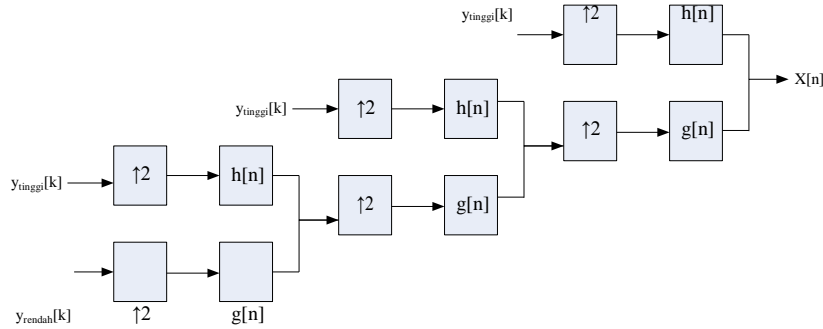 y_tinggi[k] ↑2 h[n]
X[n]
y_tinggi[k] ↑2 h[n] ↑2 g[n]
y_tinggi[k] ↑2 h[n] ↑2 g[n]
y_rendah[k] ↑2 g[n]